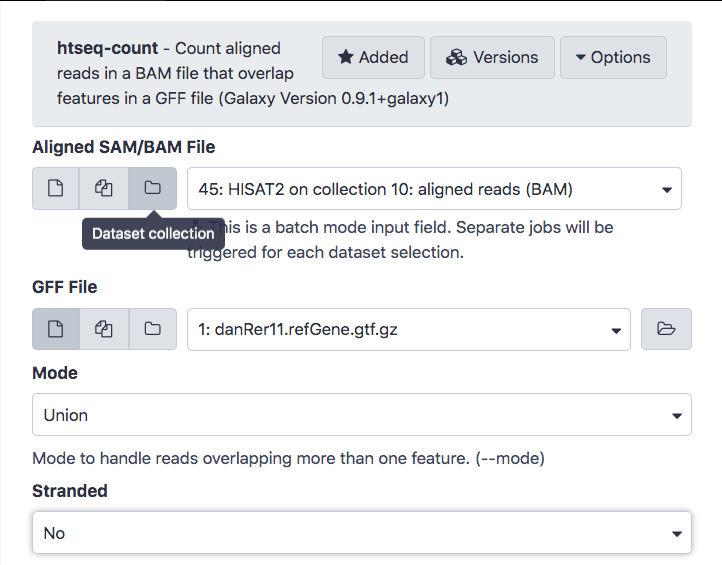 htseq-count - Count aligned
reads in a BAM file that overlap
features in a GFF file (Galaxy Version 0.9.1+galaxy1)
Added
Versions
Options
Aligned SAM/BAM File
45: HISAT2 on collection 10: aligned reads (BAM)
This is a batch mode input field. Separate jobs will be
Dataset collection
triggered for each dataset selection.
GFF File
1: danRer11.refGene.gtf.gz
Mode
Union
Mode to handle reads overlapping more than one feature. (--mode)
Stranded
No